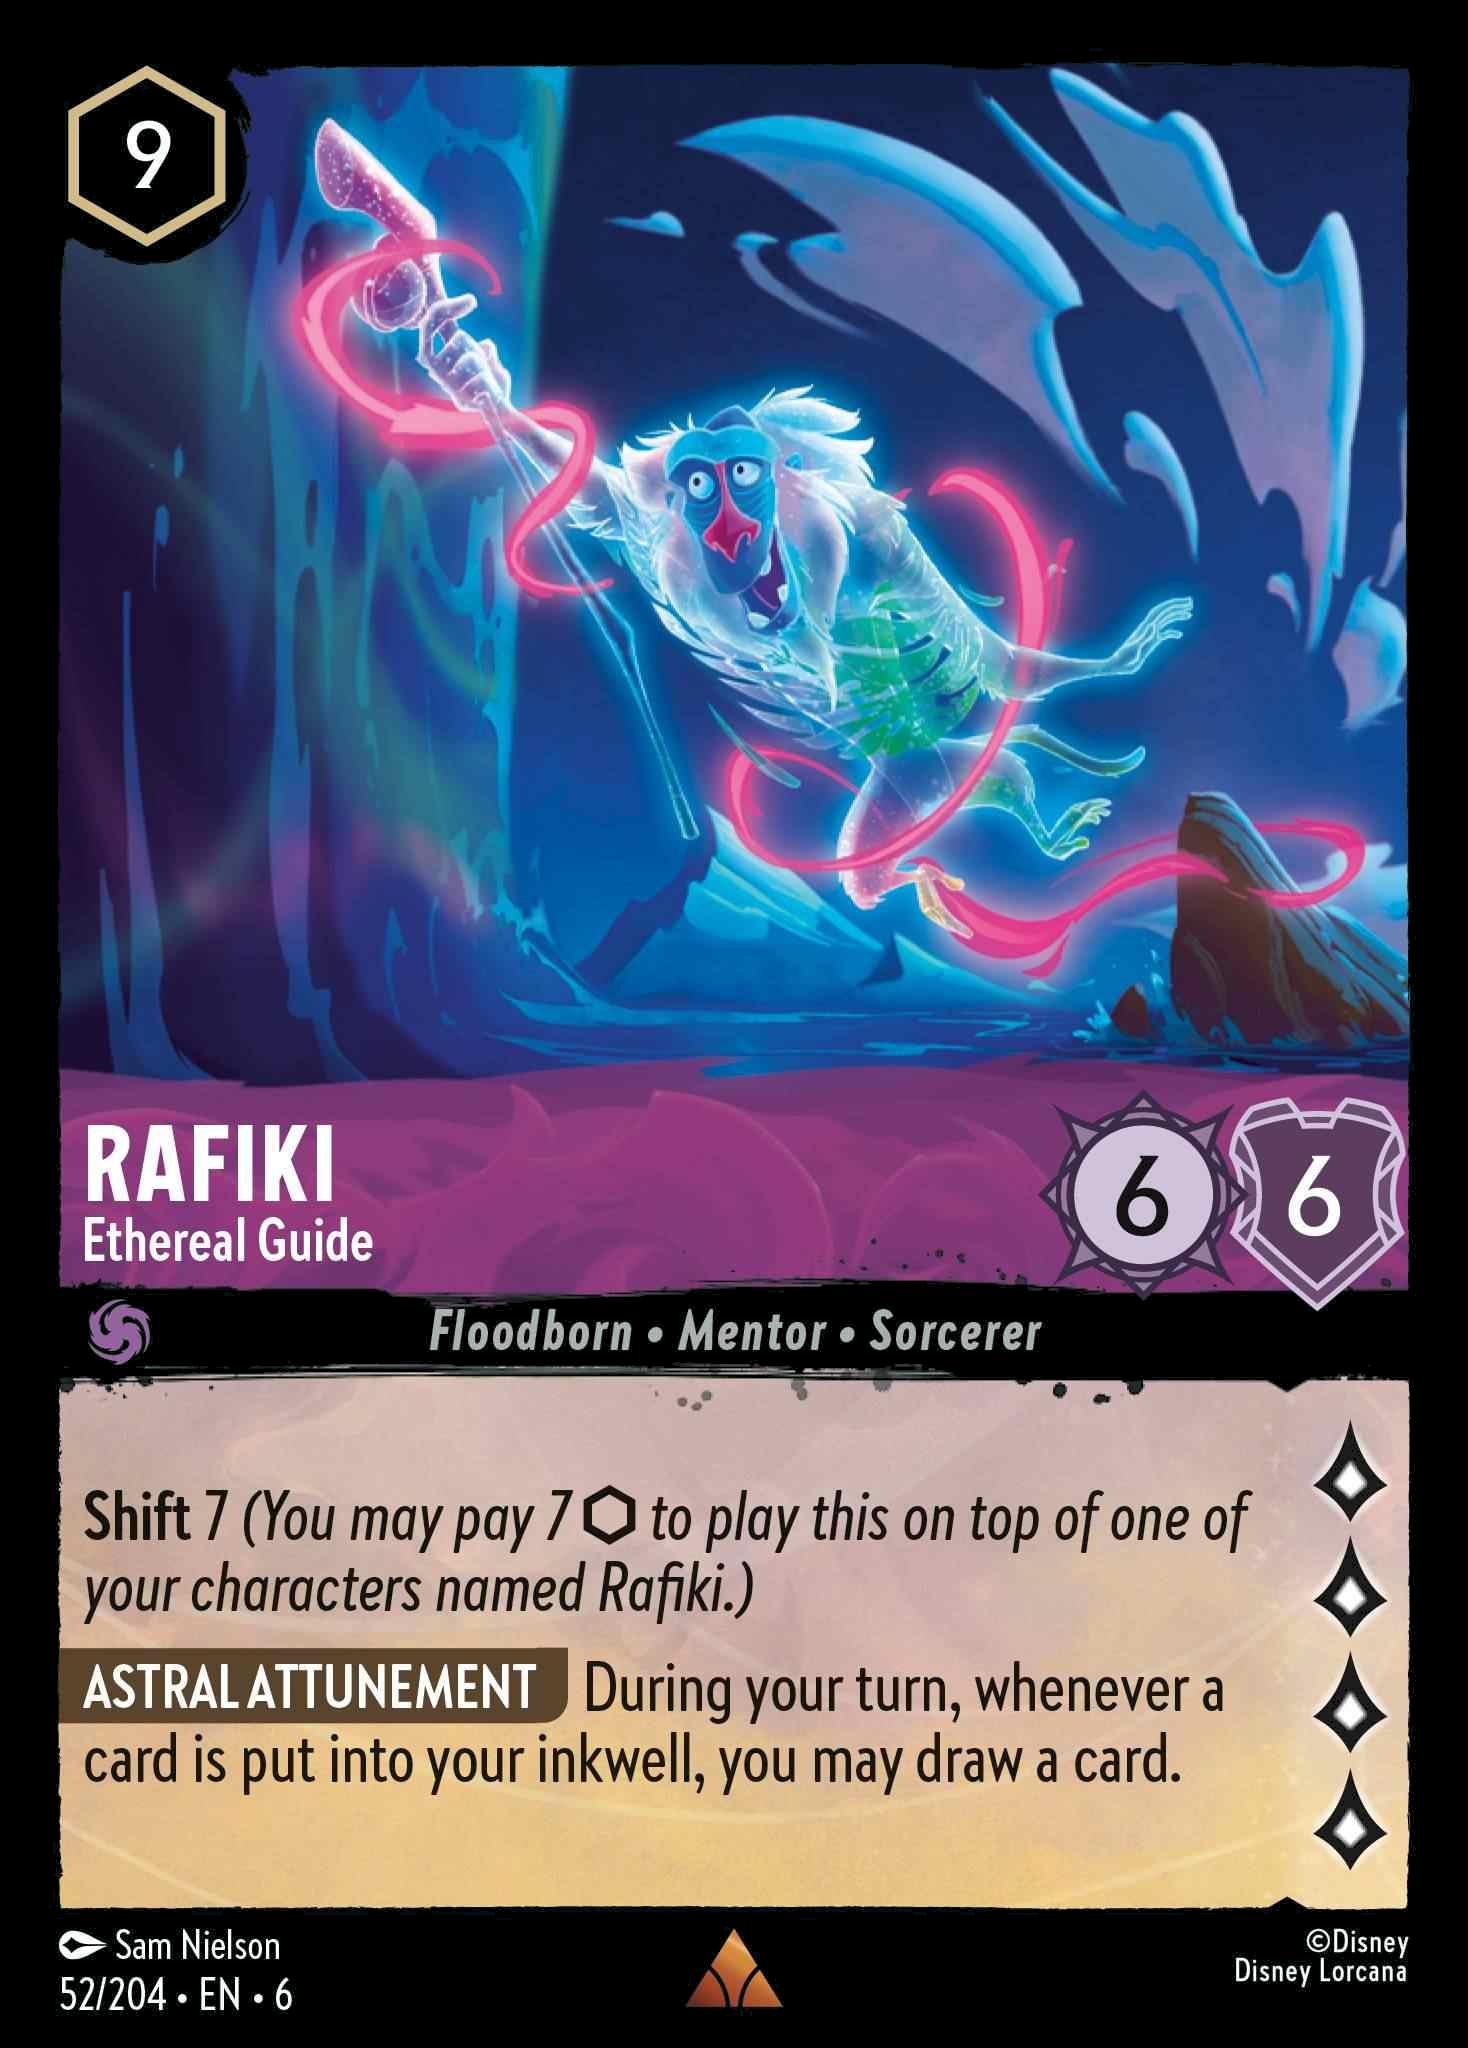 9
RAFIKI
Ethereal Guide
6 6
Floodborn • Mentor • Sorcerer
Shift 7 (You may pay 7 ⬡ to play this on top of one of
your characters named Rafiki.)
ASTRAL ATTUNEMENT During your turn, whenever a
card is put into your inkwell, you may draw a card.
Sam Nielson
52/204 • EN • 6
©Disney
Disney Lorcana